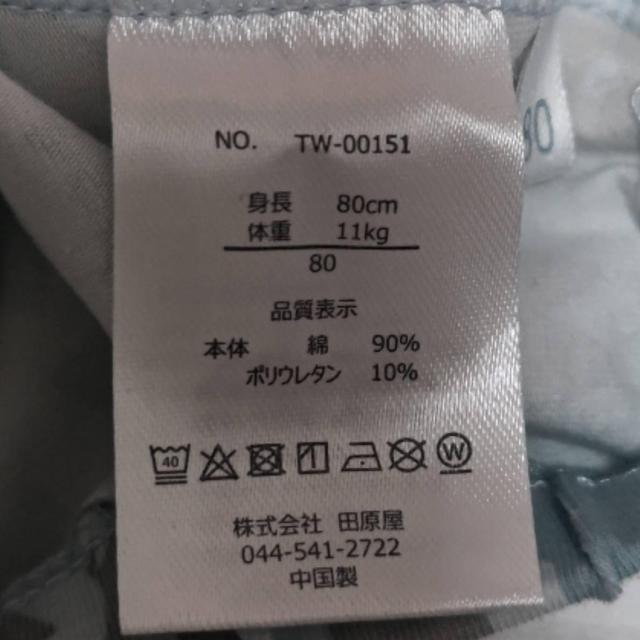 NO. TW-00151
身長 80cm
体重 11kg
80
品質表示
本体 綿 90%
ポリウレタン 10%
40
W
株式会社 田原屋
044-541-2722
中国製
80